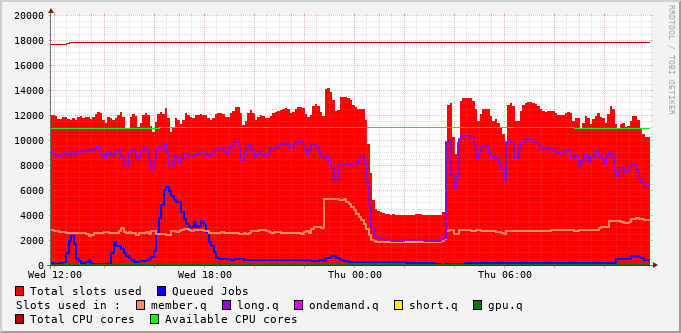 20000
18000
16000
14000
12000
10000
8000
6000
4000
2000
0
Wed 12:00 Wed 18:00 Thu 00:00 Thu 06:00
RRDTOOL / TOBI OETIKER
Total slots used Queued Jobs
Slots used in : member.q long.q ondemand.q short.q gpu.q
Total CPU cores Available CPU cores